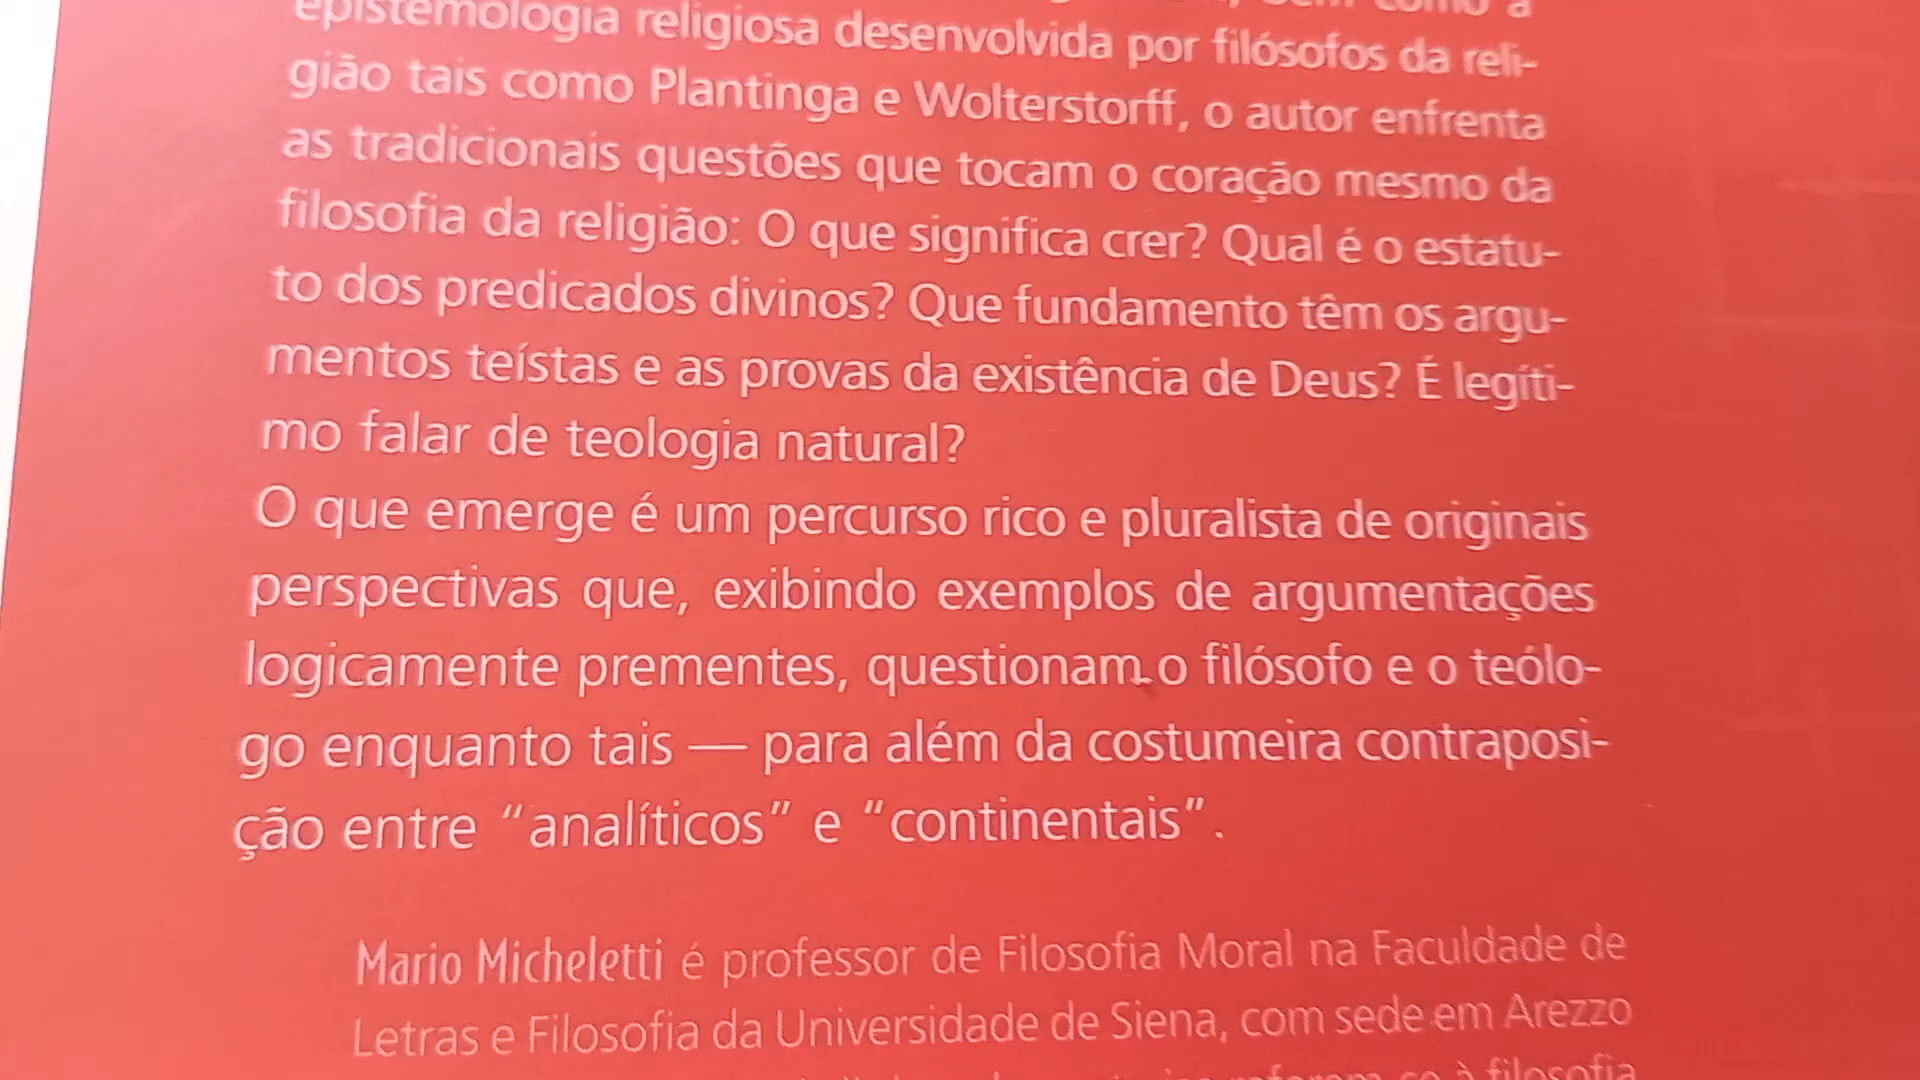 epistemologia religiosa desenvolvida por filósofos da reli-
gião tais como Plantinga e Wolterstorff, o autor enfrenta
as tradicionais questões que tocam o coração mesmo da
filosofia da religião: O que significa crer? Qual é o estatu-
to dos predicados divinos? Que fundamento têm os argu-
mentos teístas e as provas da existência de Deus? É legíti-
mo falar de teologia natural?
O que emerge é um percurso rico e pluralista de originais
perspectivas que, exibindo exemplos de argumentações
logicamente prementes, questionam o filósofo e o teólo-
go enquanto tais — para além da costumeira contraposi-
ção entre “analíticos” e “continentais”.
Mario Micheletti é professor de Filosofia Moral na Faculdade de
Letras e Filosofia da Universidade de Siena, com sede em Arezzo
à filosofia